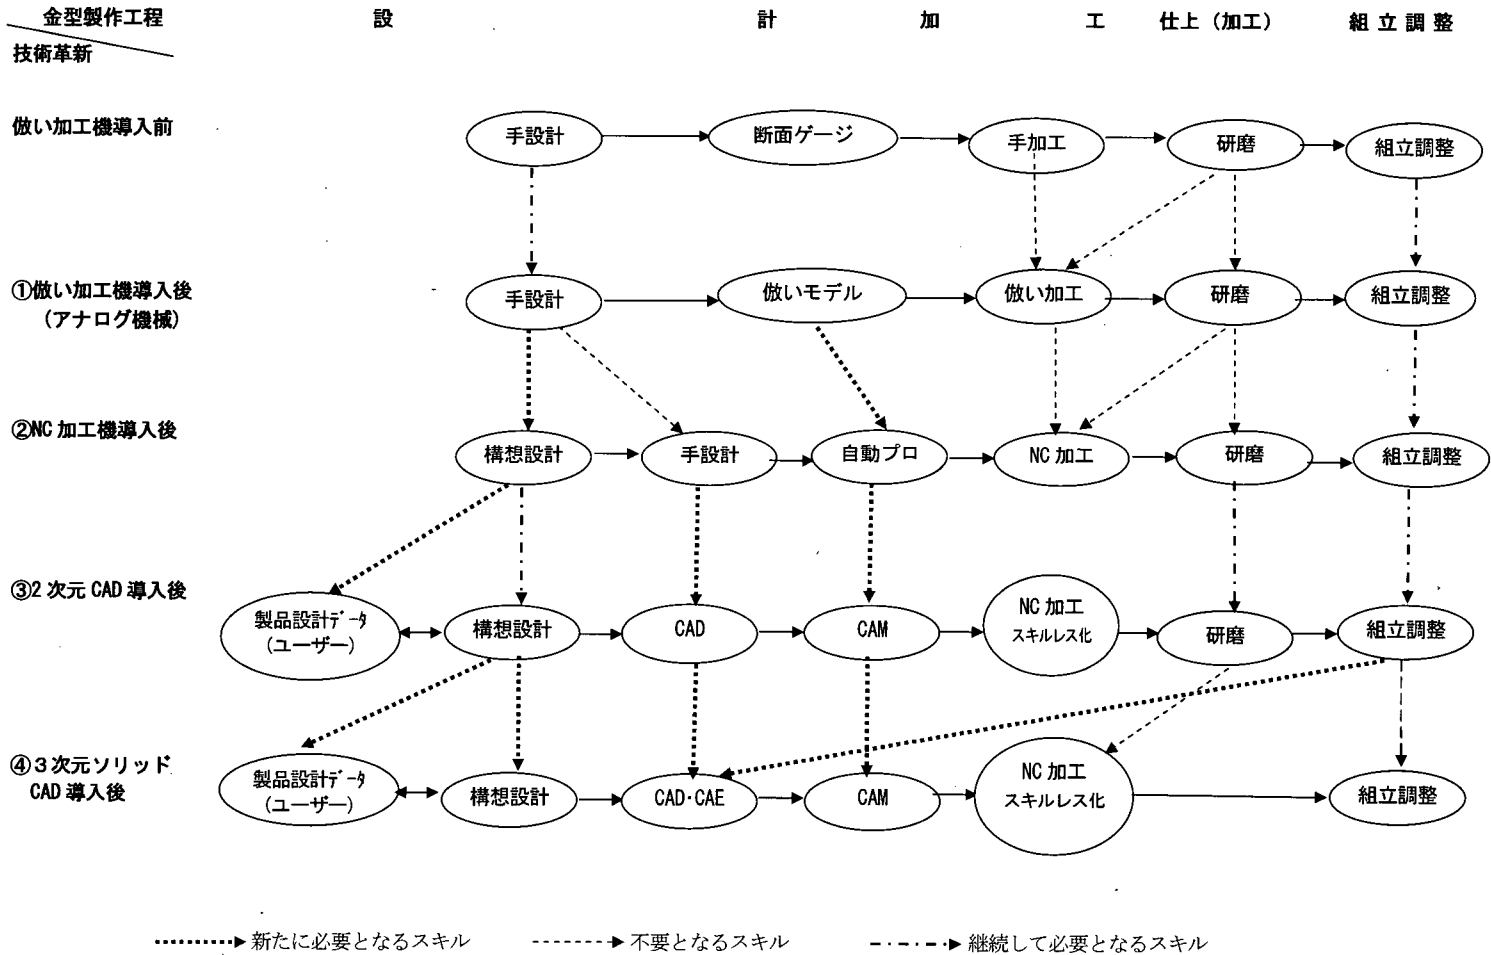 金型製作工程 設 計 加 工 仕上（加工） 組立調整
技術革新
倣い加工機導入前 手設計 断面ゲージ 手加工 研磨 組立調整
①倣い加工機導入後 手設計 倣いモデル 倣い加工 研磨 組立調整
（アナログ機械）
②NC加工機導入後 構想設計 手設計 自動プロ NC加工 研磨 組立調整
③2次元CAD導入後 製品設計データ 構想設計 CAD CAM NC加工 研磨 組立調整
（ユーザー） スキルレス化
④３次元ソリッド 製品設計データ 構想設計 CAD・CAE CAM NC加工 組立調整
CAD導入後 （ユーザー） スキルレス化
新たに必要となるスキル 不要となるスキル 継続して必要となるスキル